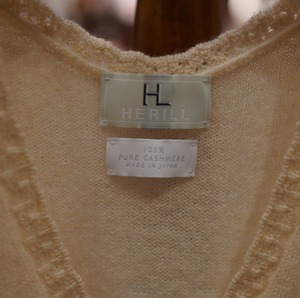 HL
HERILL
100%
PURE CASHMERE
MADE IN JAPAN